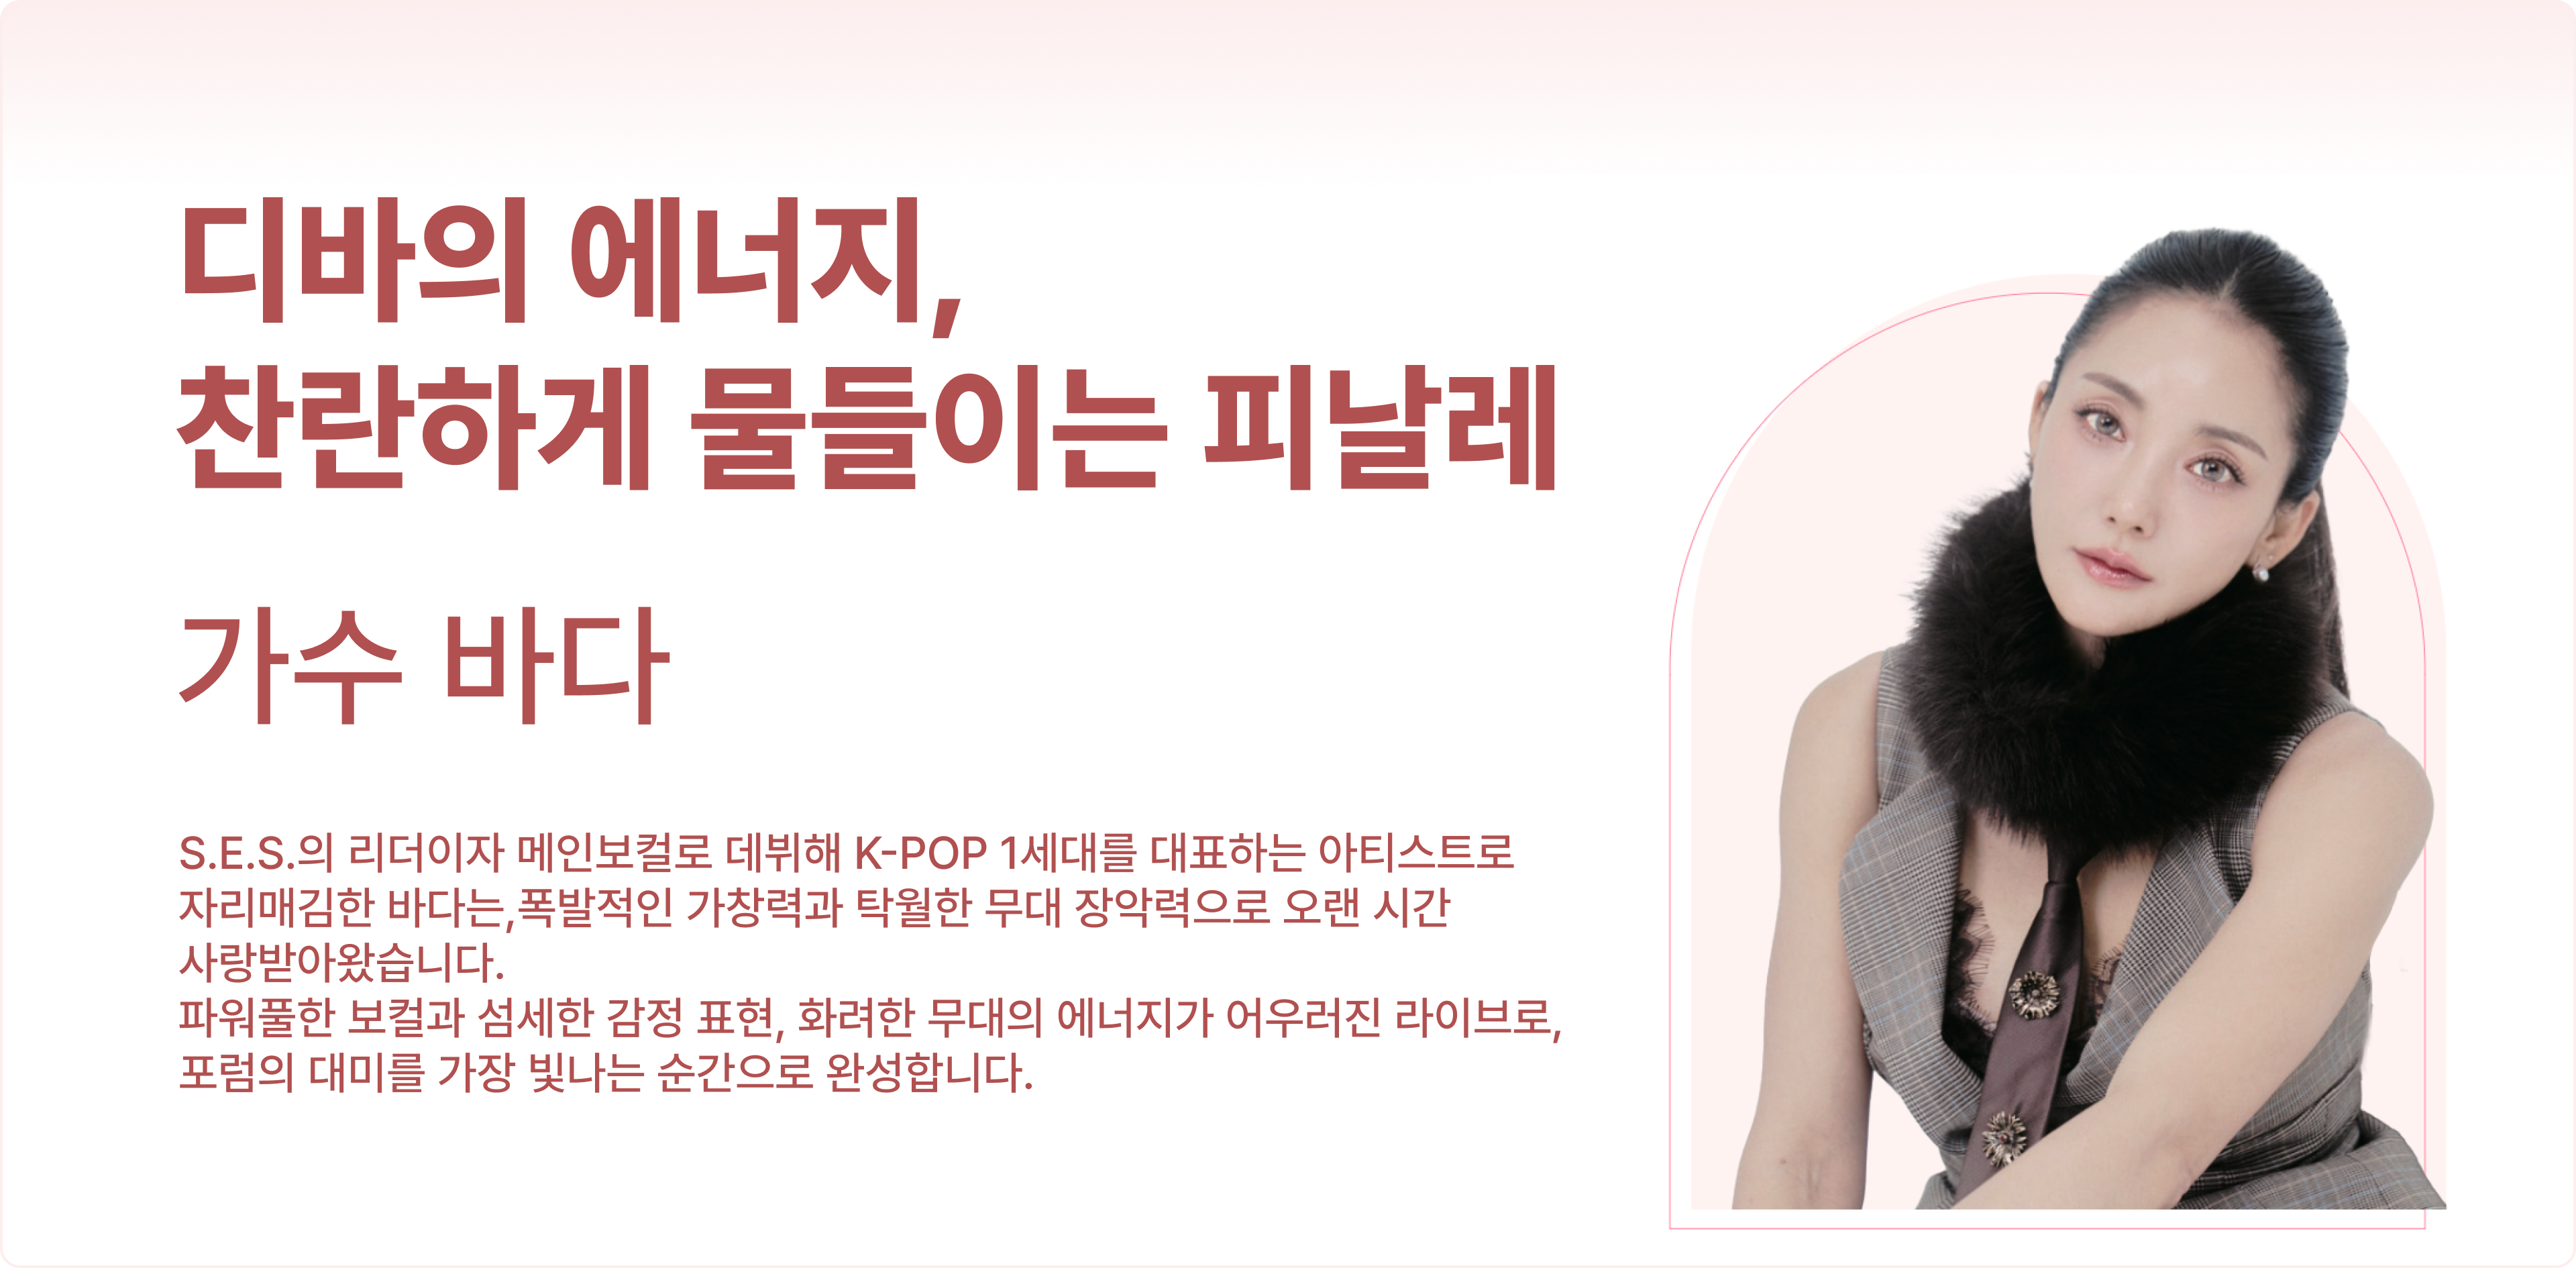 디바의 에너지,
찬란하게 물들이는 피날레
가수 바다
S.E.S.의 리더이자 메인보컬로 데뷔해 K-POP 1세대를 대표하는 아티스트로
자리매김한 바다는,폭발적인 가창력과 탁월한 무대 장악력으로 오랜 시간
사랑받아왔습니다.
파워풀한 보컬과 섬세한 감정 표현, 화려한 무대의 에너지가 어우러진 라이브로,
포럼의 대미를 가장 빛나는 순간으로 완성합니다.